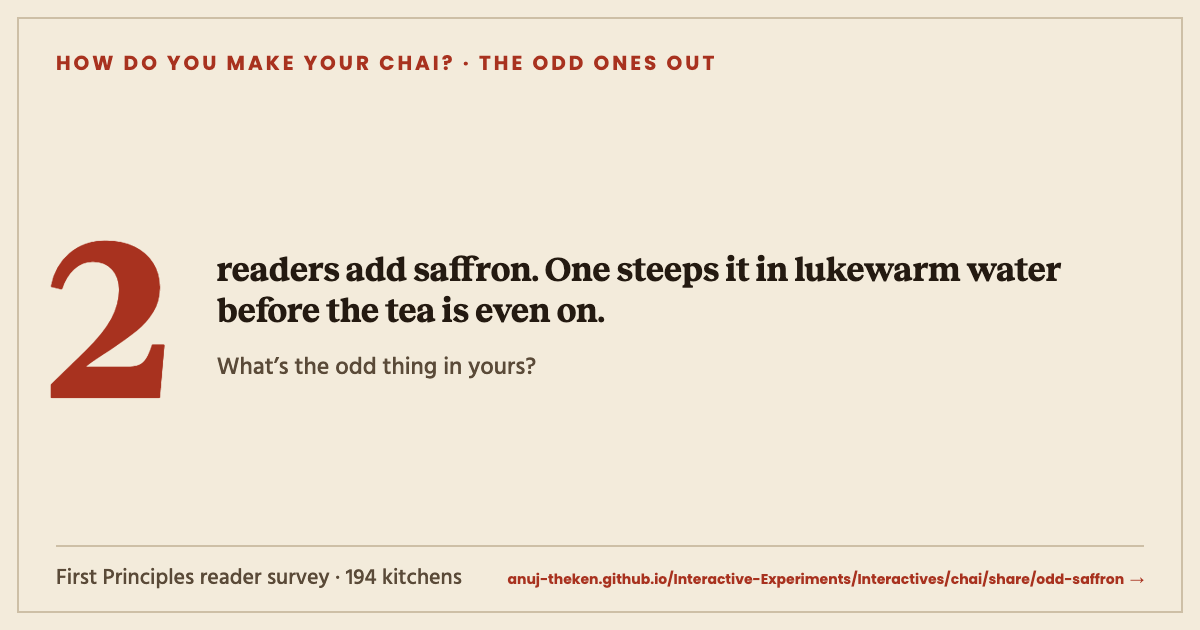 HOW DO YOU MAKE YOUR CHAI? · THE ODD ONES OUT
2
readers add saffron. One steeps it in lukewarm water
before the tea is even on.
What’s the odd thing in yours?
First Principles reader survey · 194 kitchens
anuj-theken.github.io/Interactive-Experiments/Interactives/chai/share/odd-saffron →